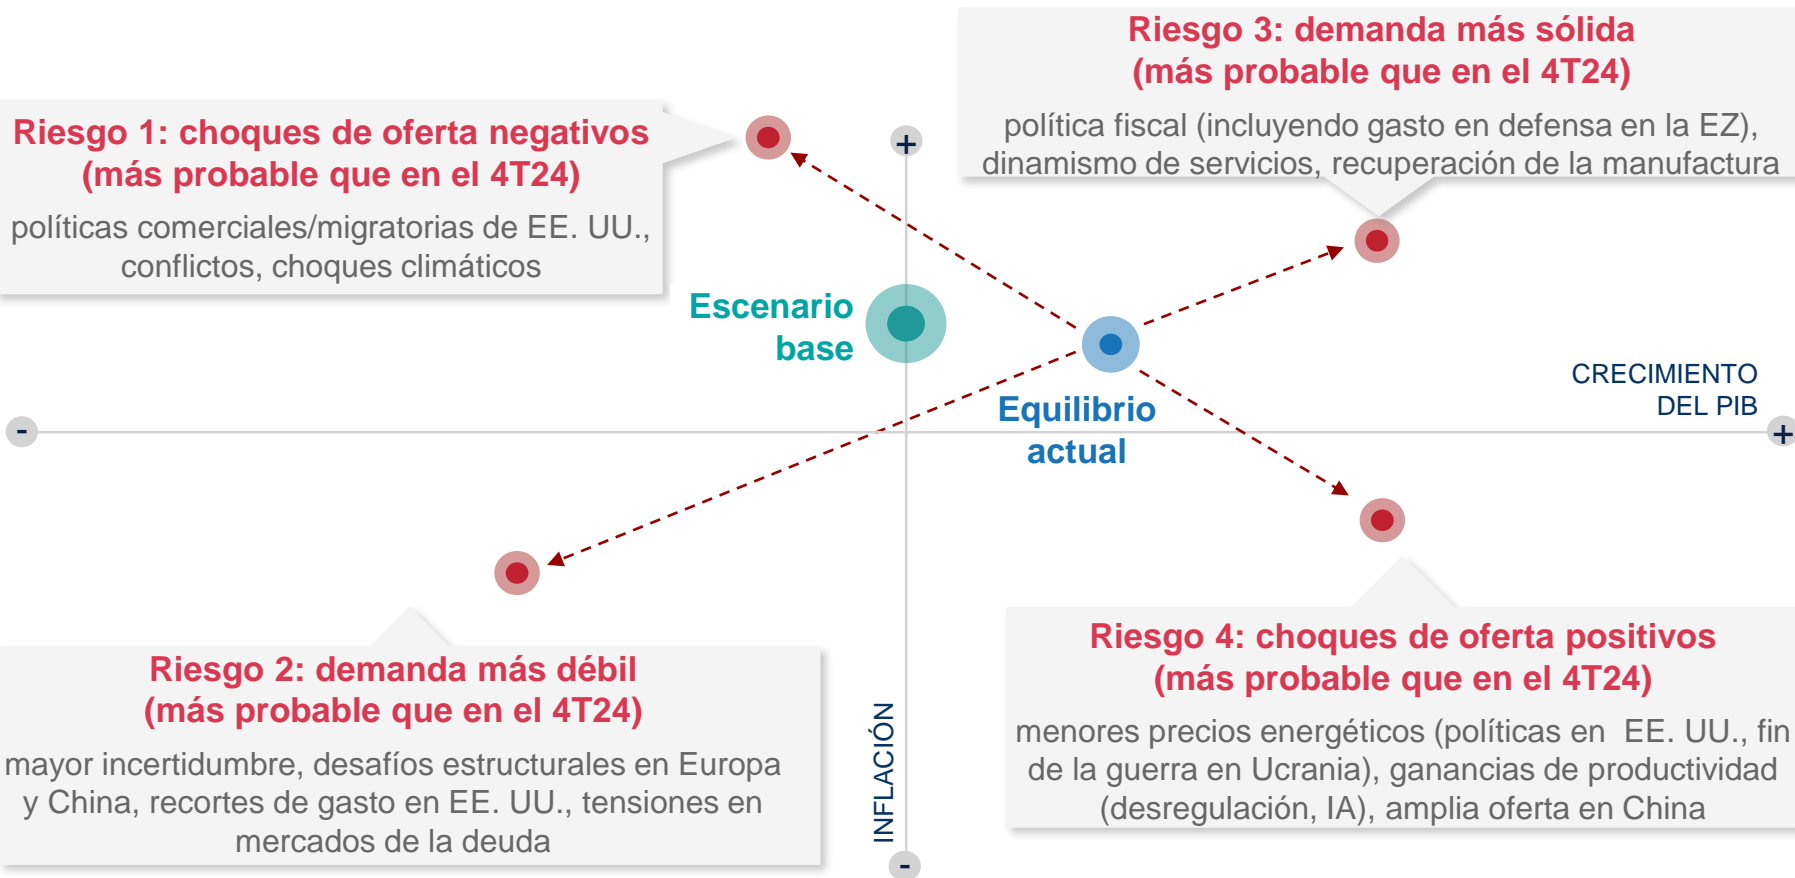 Riesgo 1: choques de oferta negativos
(más probable que en el 4T24)
políticas comerciales/migratorias de EE. UU.,
conflictos, choques climáticos
Riesgo 3: demanda más sólida
(más probable que en el 4T24)
política fiscal (incluyendo gasto en defensa en la EZ),
dinamismo de servicios, recuperación de la manufactura
+
Escenario
base
Equilibrio
actual
CRECIMIENTO
DEL PIB
-
+
Riesgo 2: demanda más débil
(más probable que en el 4T24)
mayor incertidumbre, desafíos estructurales en Europa
y China, recortes de gasto en EE. UU., tensiones en
mercados de la deuda
INFLACIÓN
-
Riesgo 4: choques de oferta positivos
(más probable que en el 4T24)
menores precios energéticos (políticas en  EE. UU., fin
de la guerra en Ucrania), ganancias de productividad
(desregulación, IA), amplia oferta en China